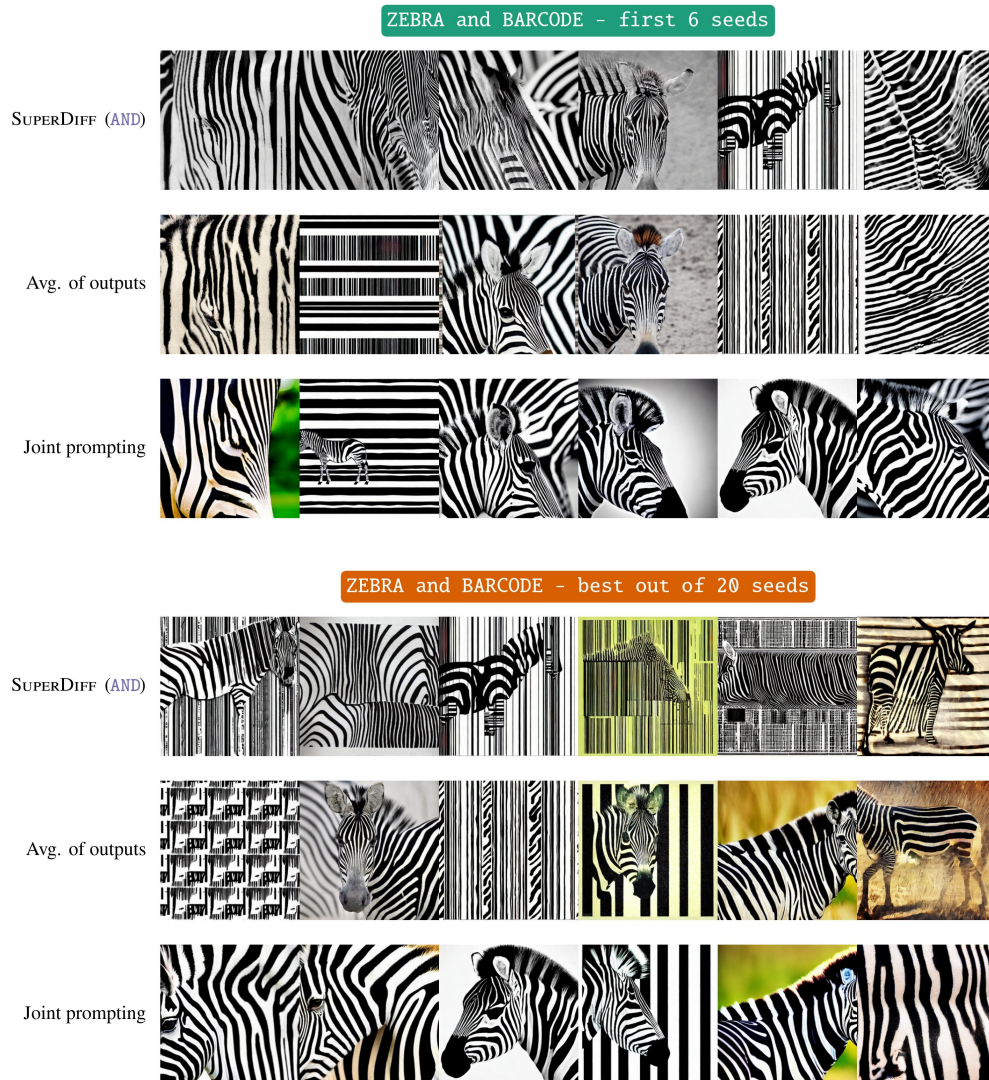 ZEBRA and BARCODE - first 6 seeds
SUPERDIFF (AND)
Avg. of outputs
Joint prompting
ZEBRA and BARCODE - best out of 20 seeds
SUPERDIFF (AND)
Avg. of outputs
Joint prompting